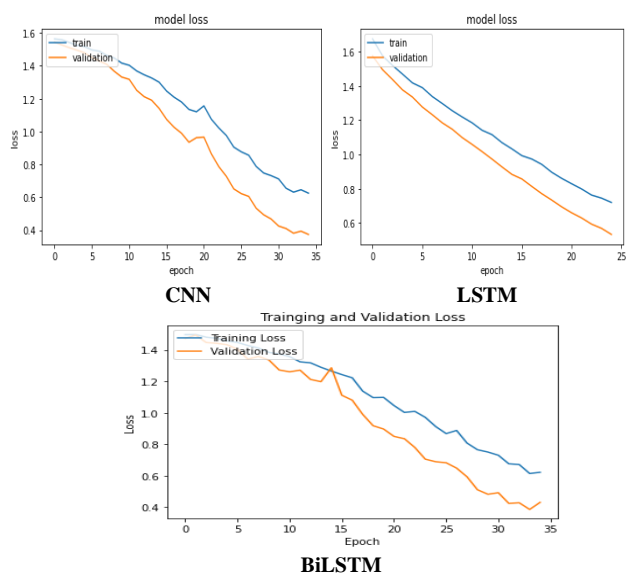 model loss
1.6
1.4
1.2
1.0
0.8
0.6
0.4
loss
train
validation
0 5 10 15 20 25 30 35
epoch
CNN
model loss
1.6
1.4
1.2
1.0
0.8
0.6
loss
train
validation
0 5 10 15 20 25
epoch
LSTM
Trainging and Validation Loss
1.4
1.2
1.0
0.8
0.6
0.4
Loss
Training Loss
Validation Loss
0 5 10 15 20 25 30 35
Epoch
BiLSTM